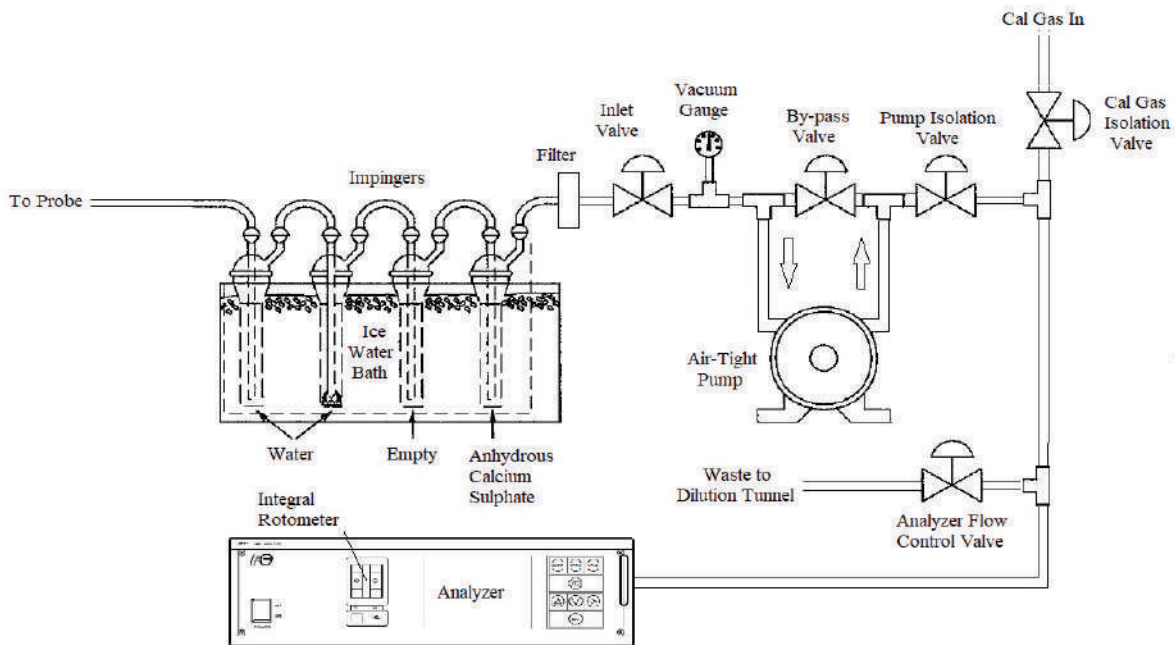 Cal Gas In
Vacuum
Gauge
Inlet
Valve
By-pass
Valve
Pump Isolation
Valve
Cal Gas
Isolation
Valve
Filter
Impingers
To Probe
Ice
Water
Bath
Air-Tight
Pump
Water
Empty
Anhydrous
Calcium
Sulphate
Waste to
Dilution Tunnel
Analyzer Flow
Control Valve
Integral
Rotometer
Analyzer